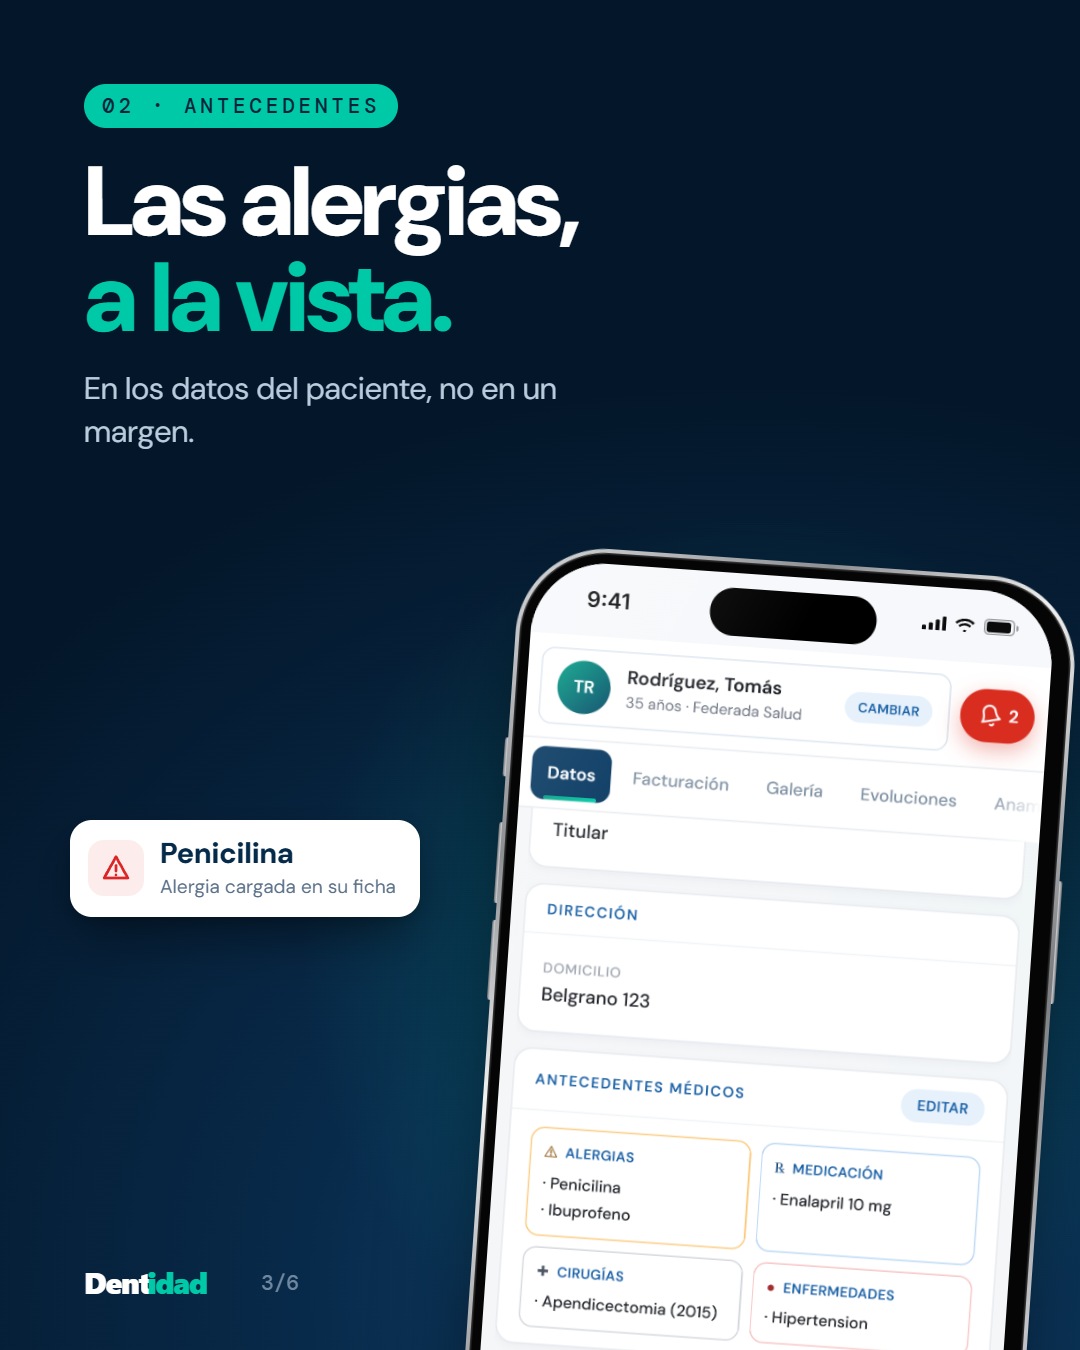 02 · ANTECEDENTES
Las alergias,
a la vista.
En los datos del paciente, no en un
margen.
9:41
TR
Rodríguez, Tomás
35 años · Federada Salud
CAMBIAR
2
Datos
Facturación
Galería
Evoluciones
Titular
DIRECCIÓN
DOMICILIO
Belgrano 123
Penicilina
Alergia cargada en su ficha
ANTECEDENTES MÉDICOS
EDITAR
ALERGIAS
· Penicilina
· Ibuprofeno
℞ MEDICACIÓN
· Enalapril 10 mg
CIRUGÍAS
· Apendicectomia (2015)
ENFERMEDADES
· Hipertension
Dentidad
3/6